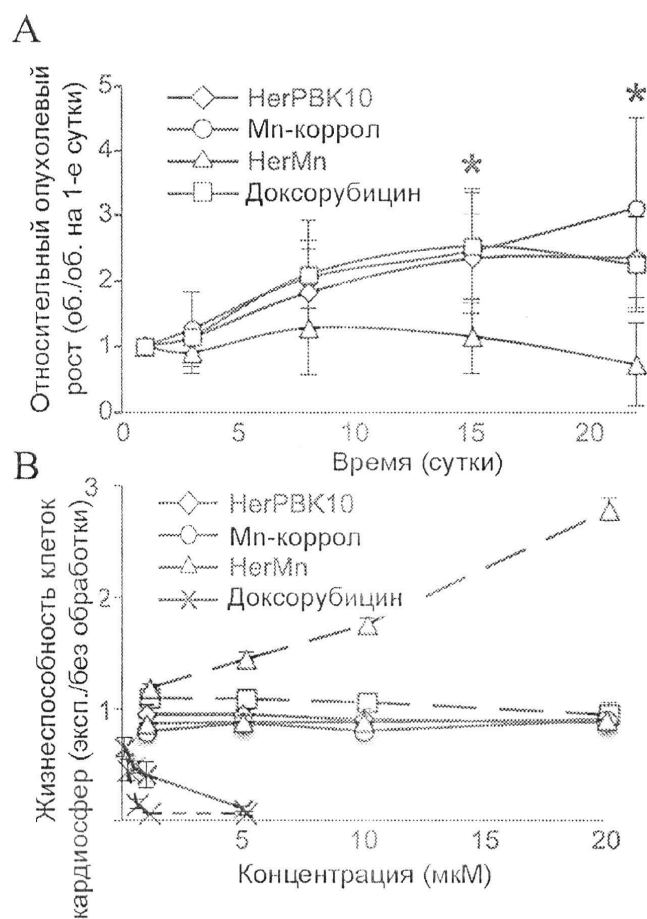 A
Относительный опухолевый
рост (об./об. на 1-е сутки)
5
4
3
2
1
0
HerPBK10
Mn-коррол
HerMn
Доксорубицин
*
*
0
5
10
15
20
Время (сутки)
B
Жизнеспособность клеток
кардиосфер (эксп./без обработки)
3
2
1
HerPBK10
Mn-коррол
HerMn
Доксорубицин
5
10
15
20
Концентрация (мкМ)